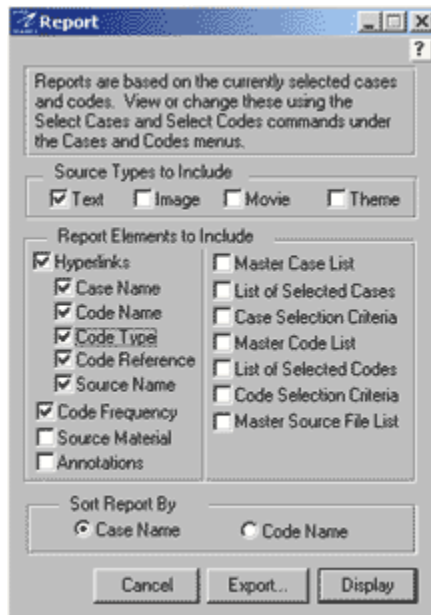 Report
?
Reports are based on the currently selected cases
and codes. View or change these using the
Select Cases and Select Codes commands under
the Cases and Codes menus.
Source Types to Include
Text Image Movie Theme
Report Elements to Include
Hyperlinks
Case Name
Code Name
Code Type
Code Reference
Source Name
Code Frequency
Source Material
Annotations
Master Case List
List of Selected Cases
Case Selection Criteria
Master Code List
List of Selected Codes
Code Selection Criteria
Master Source File List
Sort Report By
Case Name Code Name
Cancel Export... Display